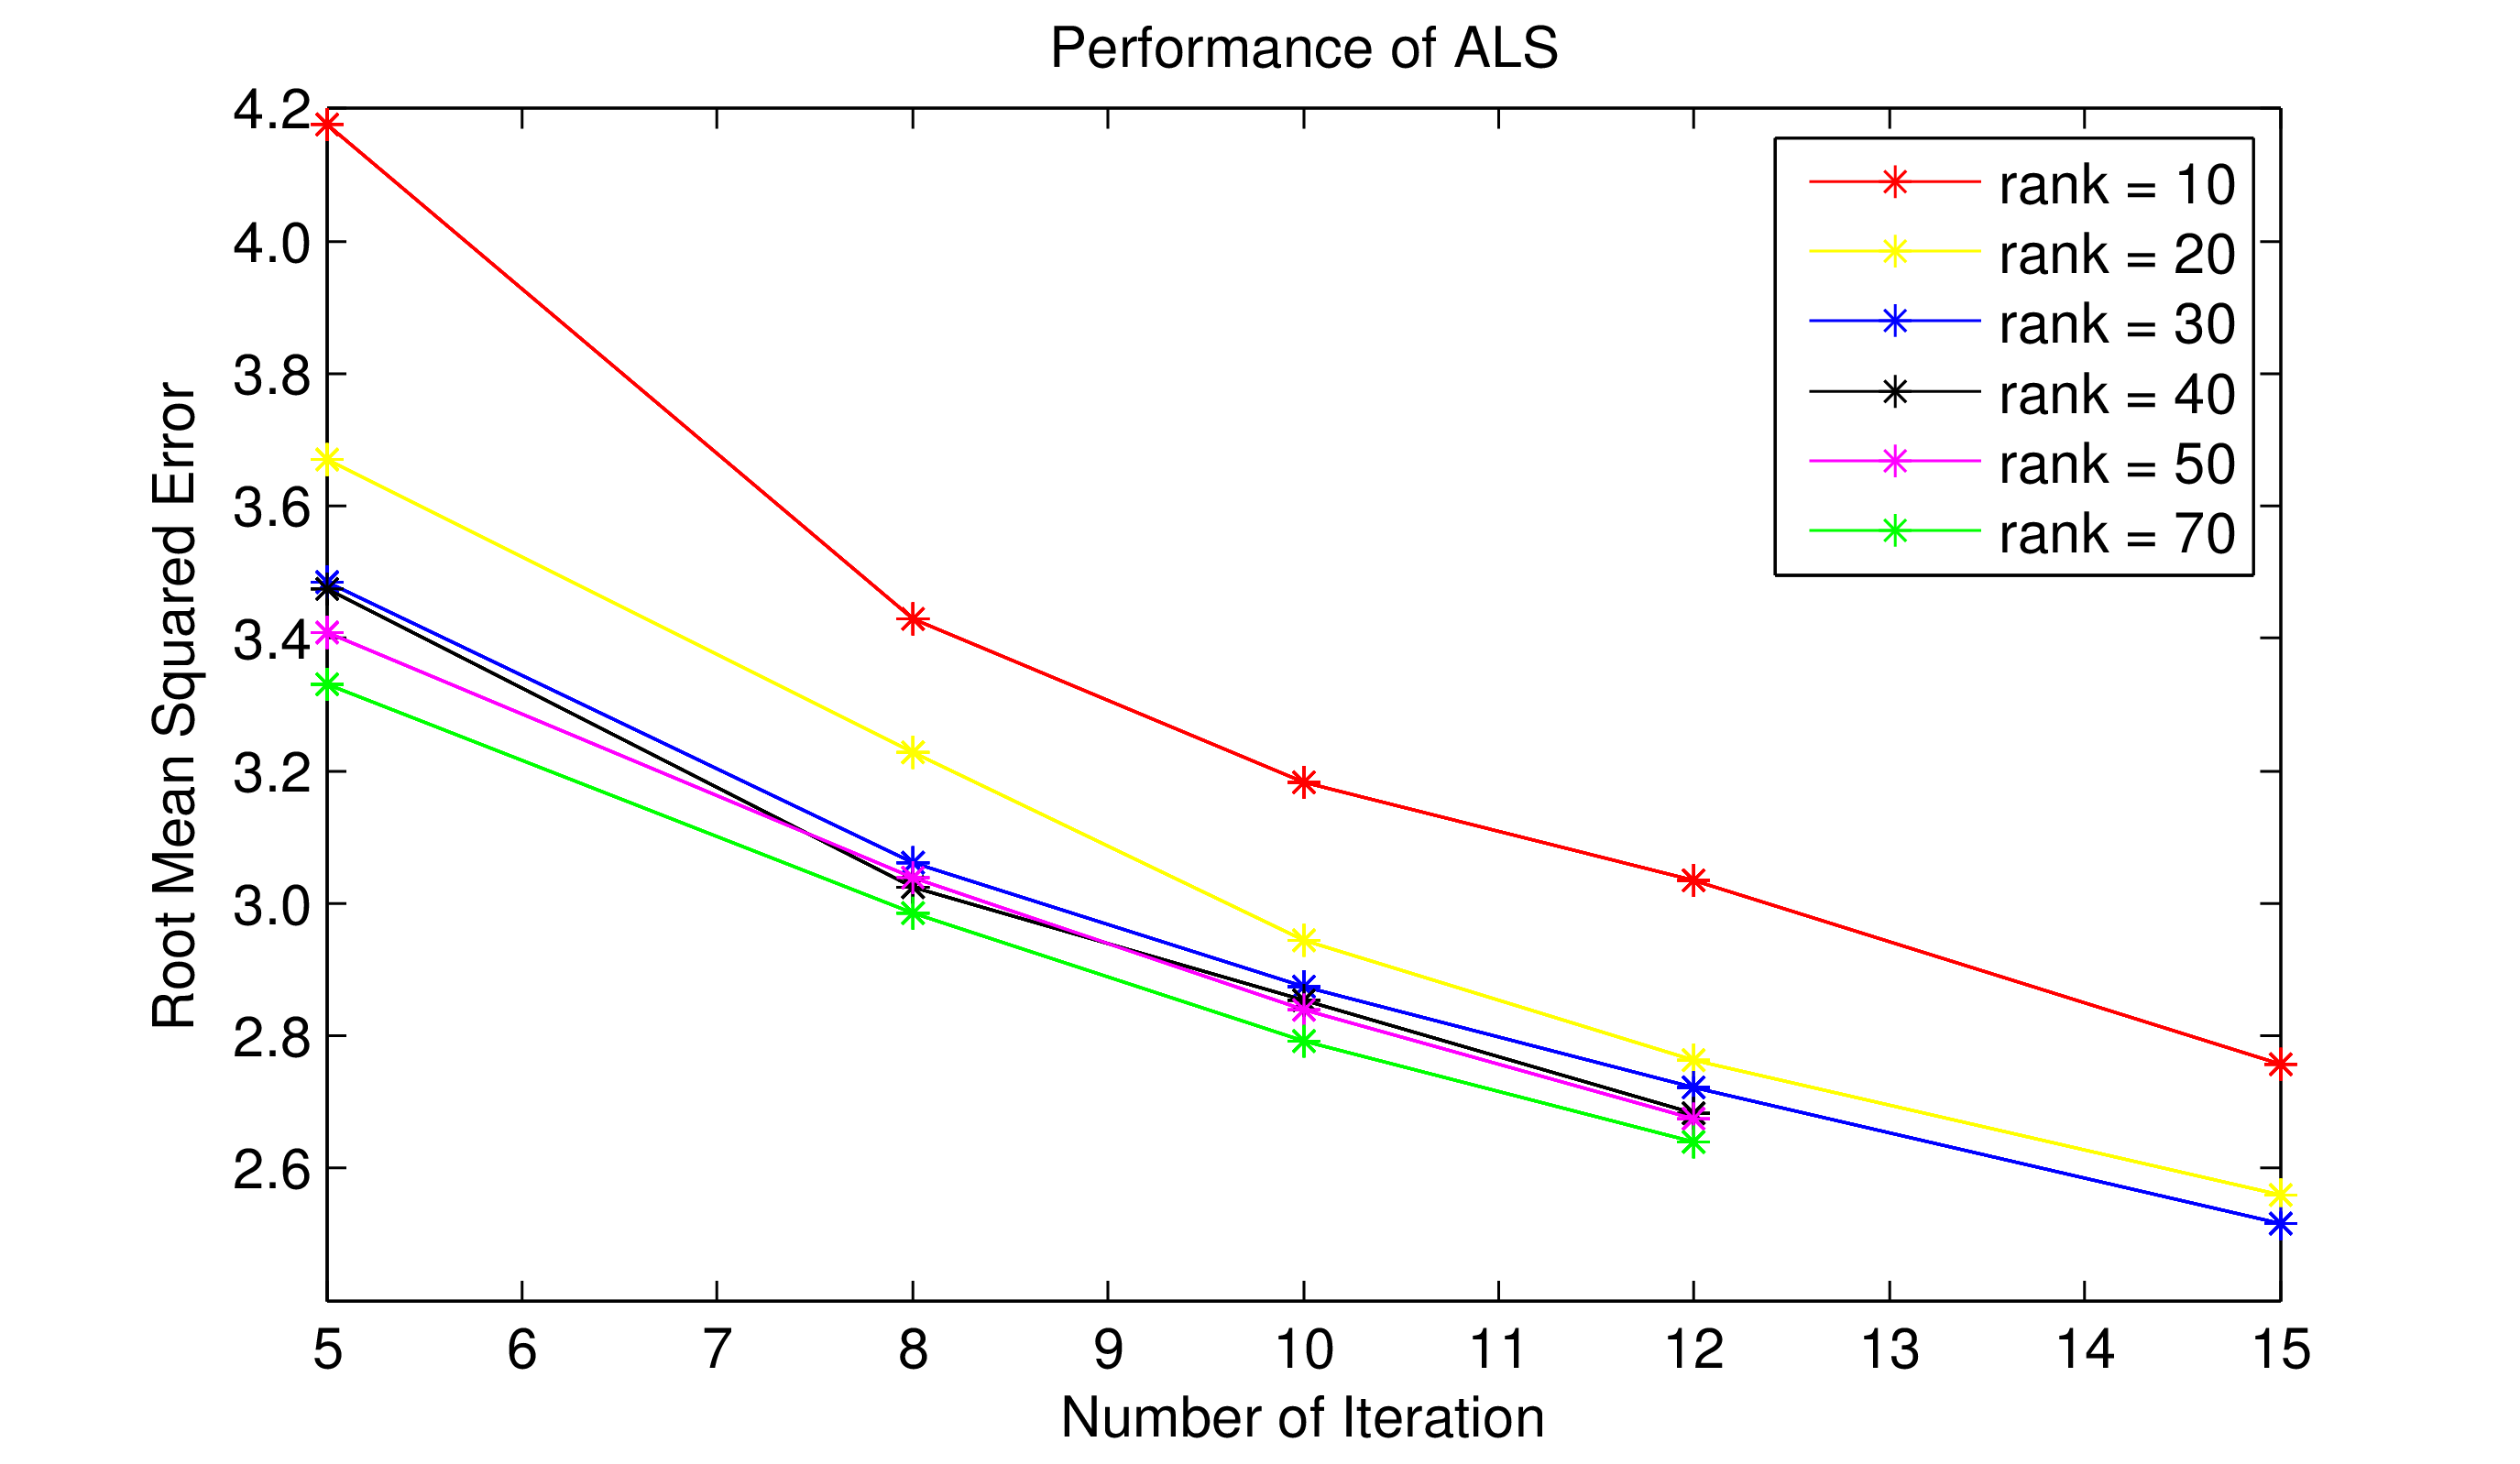 Performance of ALS
4.2
4.0
3.8
3.6
3.4
3.2
3.0
2.8
2.6
Root Mean Squared Error
rank = 10
rank = 20
rank = 30
rank = 40
rank = 50
rank = 70
5 6 7 8 9 10 11 12 13 14 15
Number of Iteration